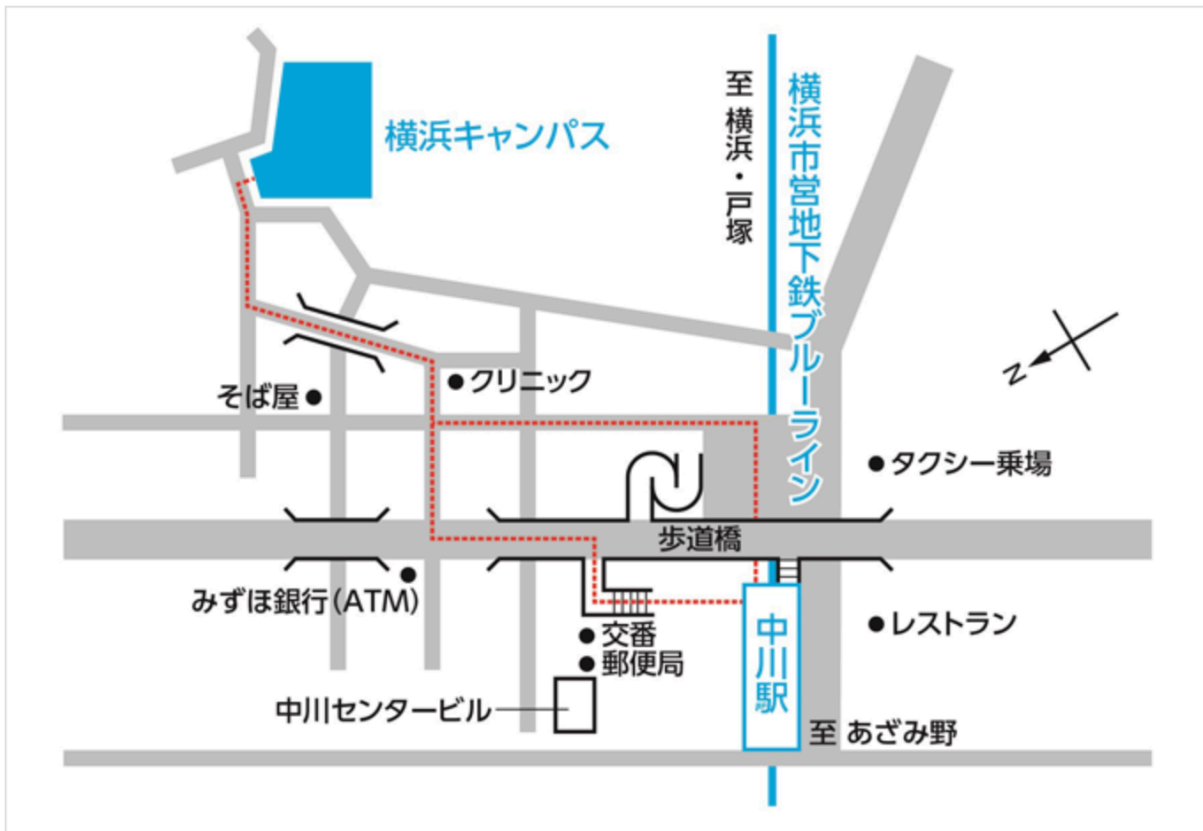 横浜キャンパス
至 横浜・戸塚
横浜市営地下鉄ブルーライン
N
クリニック
そば屋
タクシー乗場
歩道橋
みずほ銀行(ATM)
レストラン
交番
郵便局
中川駅
中川センタービル
至 あざみ野